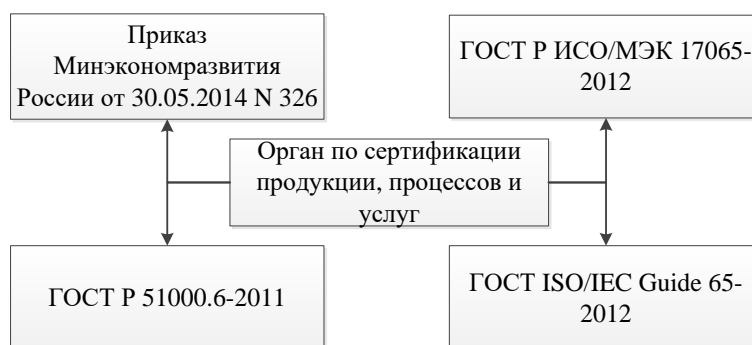 Приказ
Минэкономразвития
России от 30.05.2014 N 326
ГОСТ Р ИСО/МЭК 17065-
2012
Орган по сертификации
продукции, процессов и
услуг
ГОСТ Р 51000.6-2011
ГОСТ ISO/IEC Guide 65-
2012